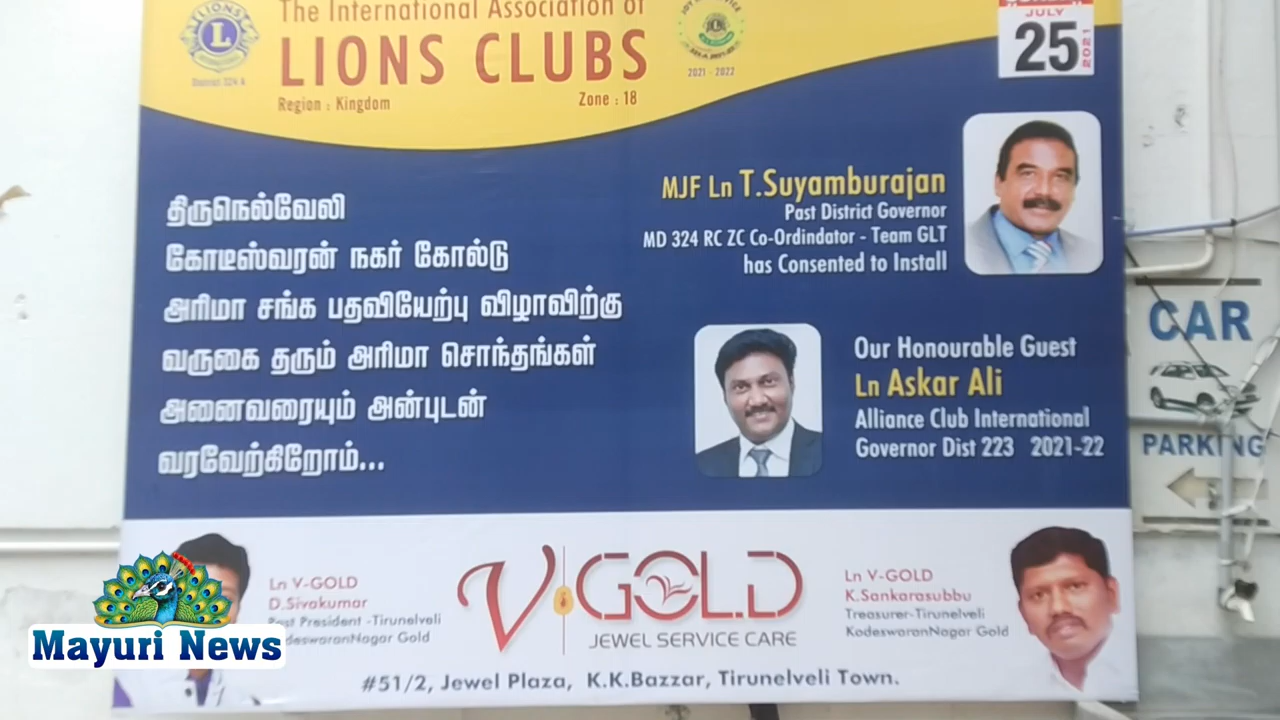 The International Association of
LIONS CLUBS
Region : Kingdom
Zone : 18
LIONS
L
District 324 A
2021 - 2022
SUNDAY
JULY
25
2021
திருநெல்வேலி
கோடீஸ்வரன் நகர் கோல்டு
அரிமா சங்க பதவியேற்பு விழாவிற்கு
வருகை தரும் அரிமா சொந்தங்கள்
அனைவரையும் அன்புடன்
வரவேற்கிறோம்...
MJF Ln T.Suyamburajan
Past District Governor
MD 324 RC ZC Co-Ordindator - Team GLT
has Consented to Install
Our Honourable Guest
Ln Askar Ali
Alliance Club International
Governor Dist 223 2021-22
CAR
PARKING
Ln V-GOLD
D.Sivakumar
Past President -Tirunelveli
KodeswaranNagar Gold
V GOLD
JEWEL SERVICE CARE
Ln V-GOLD
K.Sankarasubbu
Treasurer-Tirunelveli
KodeswaranNagar Gold
#51/2, Jewel Plaza, K.K.Bazzar, Tirunelveli Town.
Mayuri News